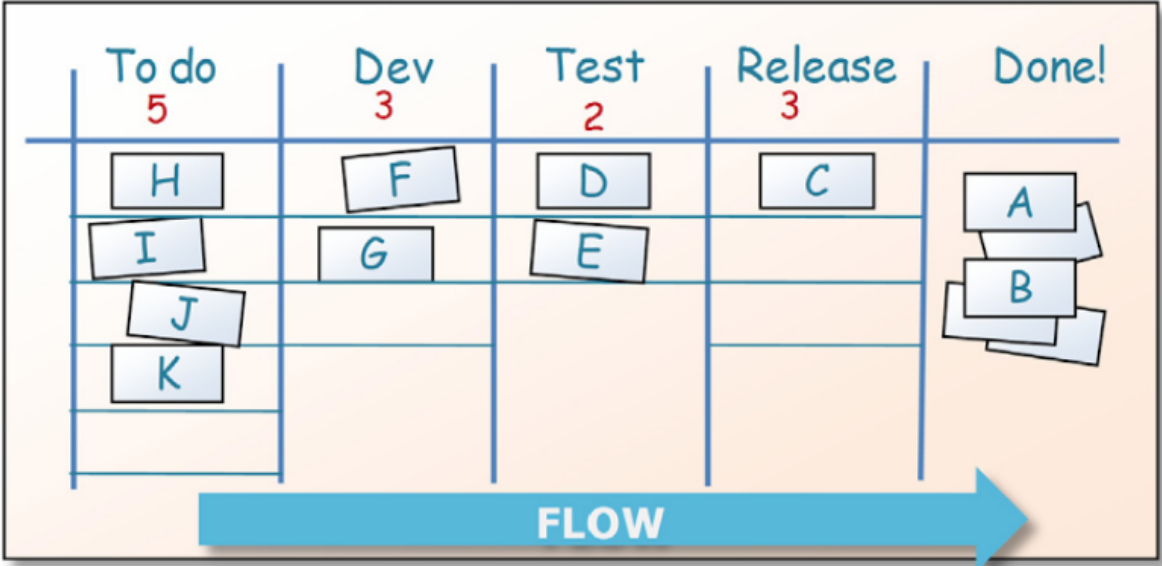 To do Dev Test Release Done!
5 3 2 3
H F D C A
I G E
B
J
K
FLOW